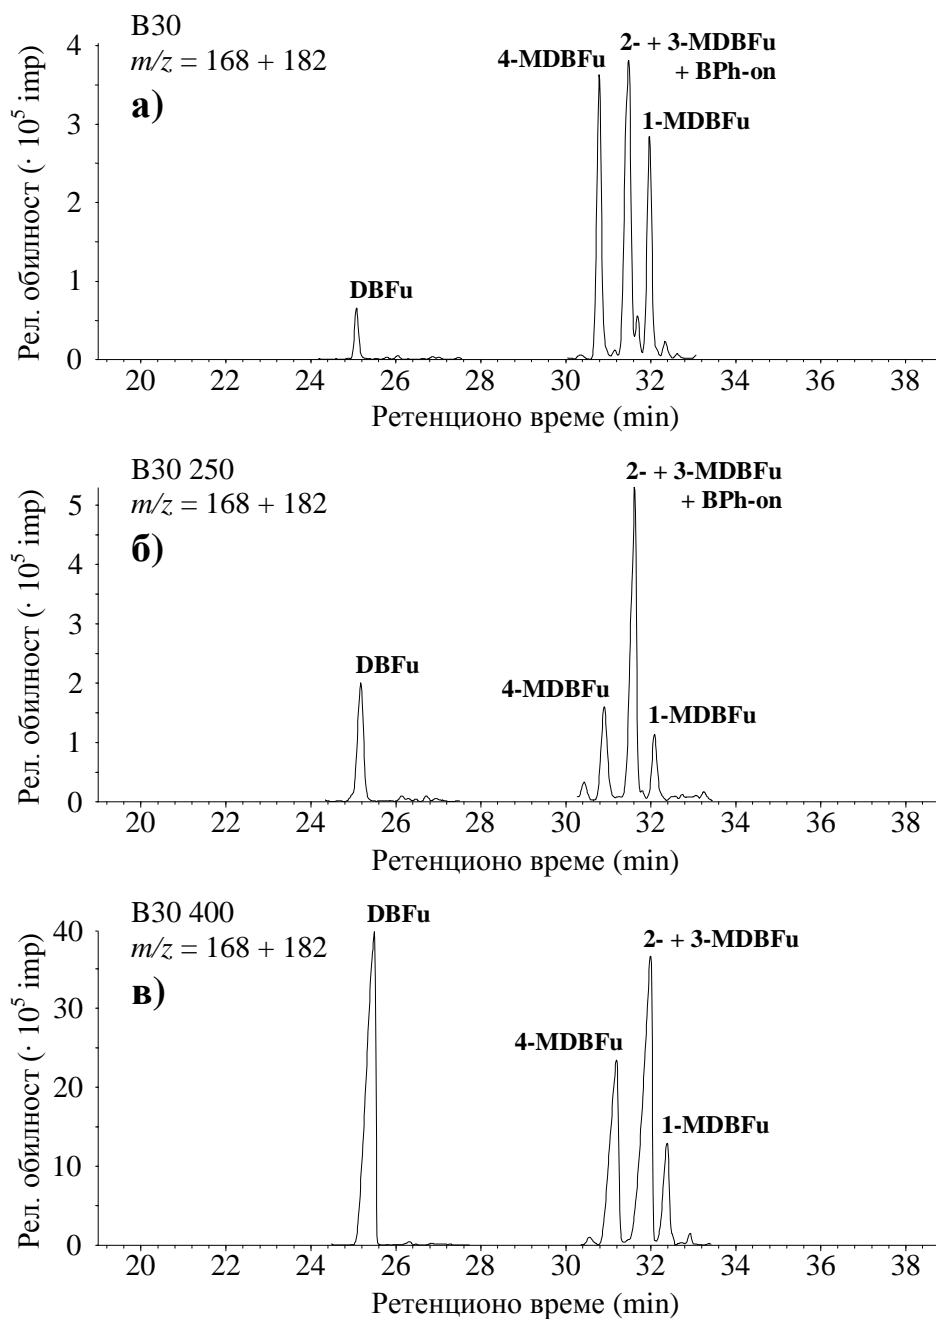 B30
m/z = 168 + 182
а)
Рел. обилност (· 10⁵ imp)
4
3
2
1
0
4-MDBFu
2- + 3-MDBFu
+ BPh-on
1-MDBFu
DBFu
20 22 24 26 28 30 32 34 36 38
Ретенционо време (min)
B30 250
m/z = 168 + 182
б)
Рел. обилност (· 10⁵ imp)
5
4
3
2
1
0
2- + 3-MDBFu
+ BPh-on
DBFu
4-MDBFu
1-MDBFu
20 22 24 26 28 30 32 34 36 38
Ретенционо време (min)
B30 400
m/z = 168 + 182
в)
Рел. обилност (· 10⁵ imp)
40
30
20
10
0
DBFu
2- + 3-MDBFu
4-MDBFu
1-MDBFu
20 22 24 26 28 30 32 34 36 38
Ретенционо време (min)